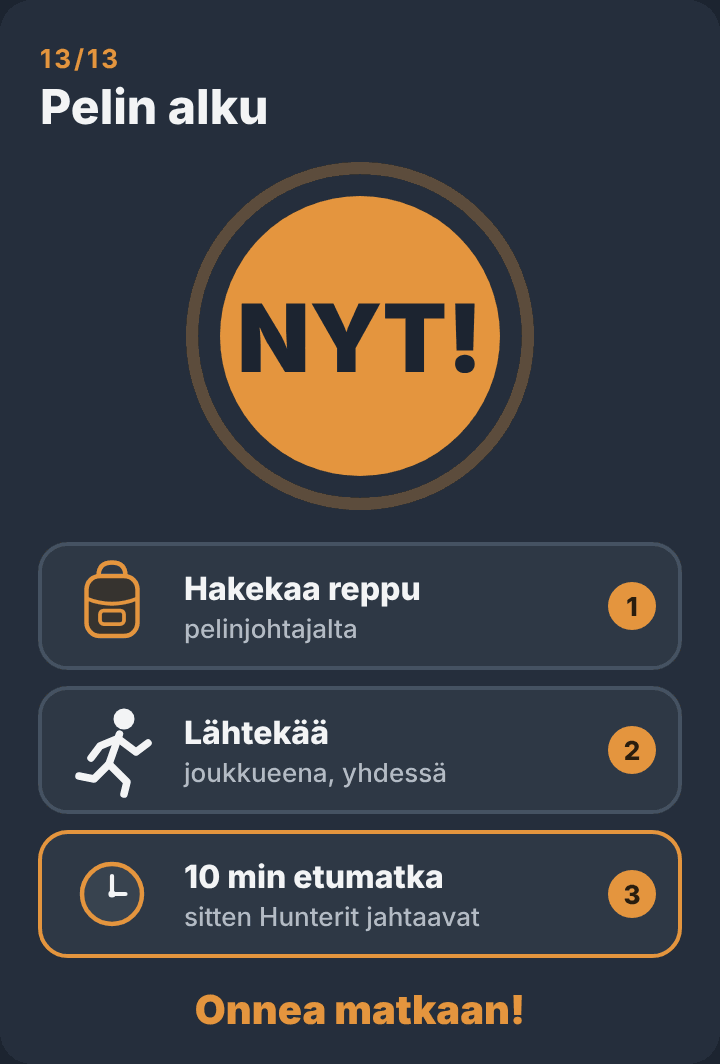 13/13
Pelin alku
NYT!
Hakekaa reppu
pelinjohtajalta
1
Lähtekää
joukkueena, yhdessä
2
10 min etumatka
sitten Hunterit jahtaavat
3
Onnea matkaan!